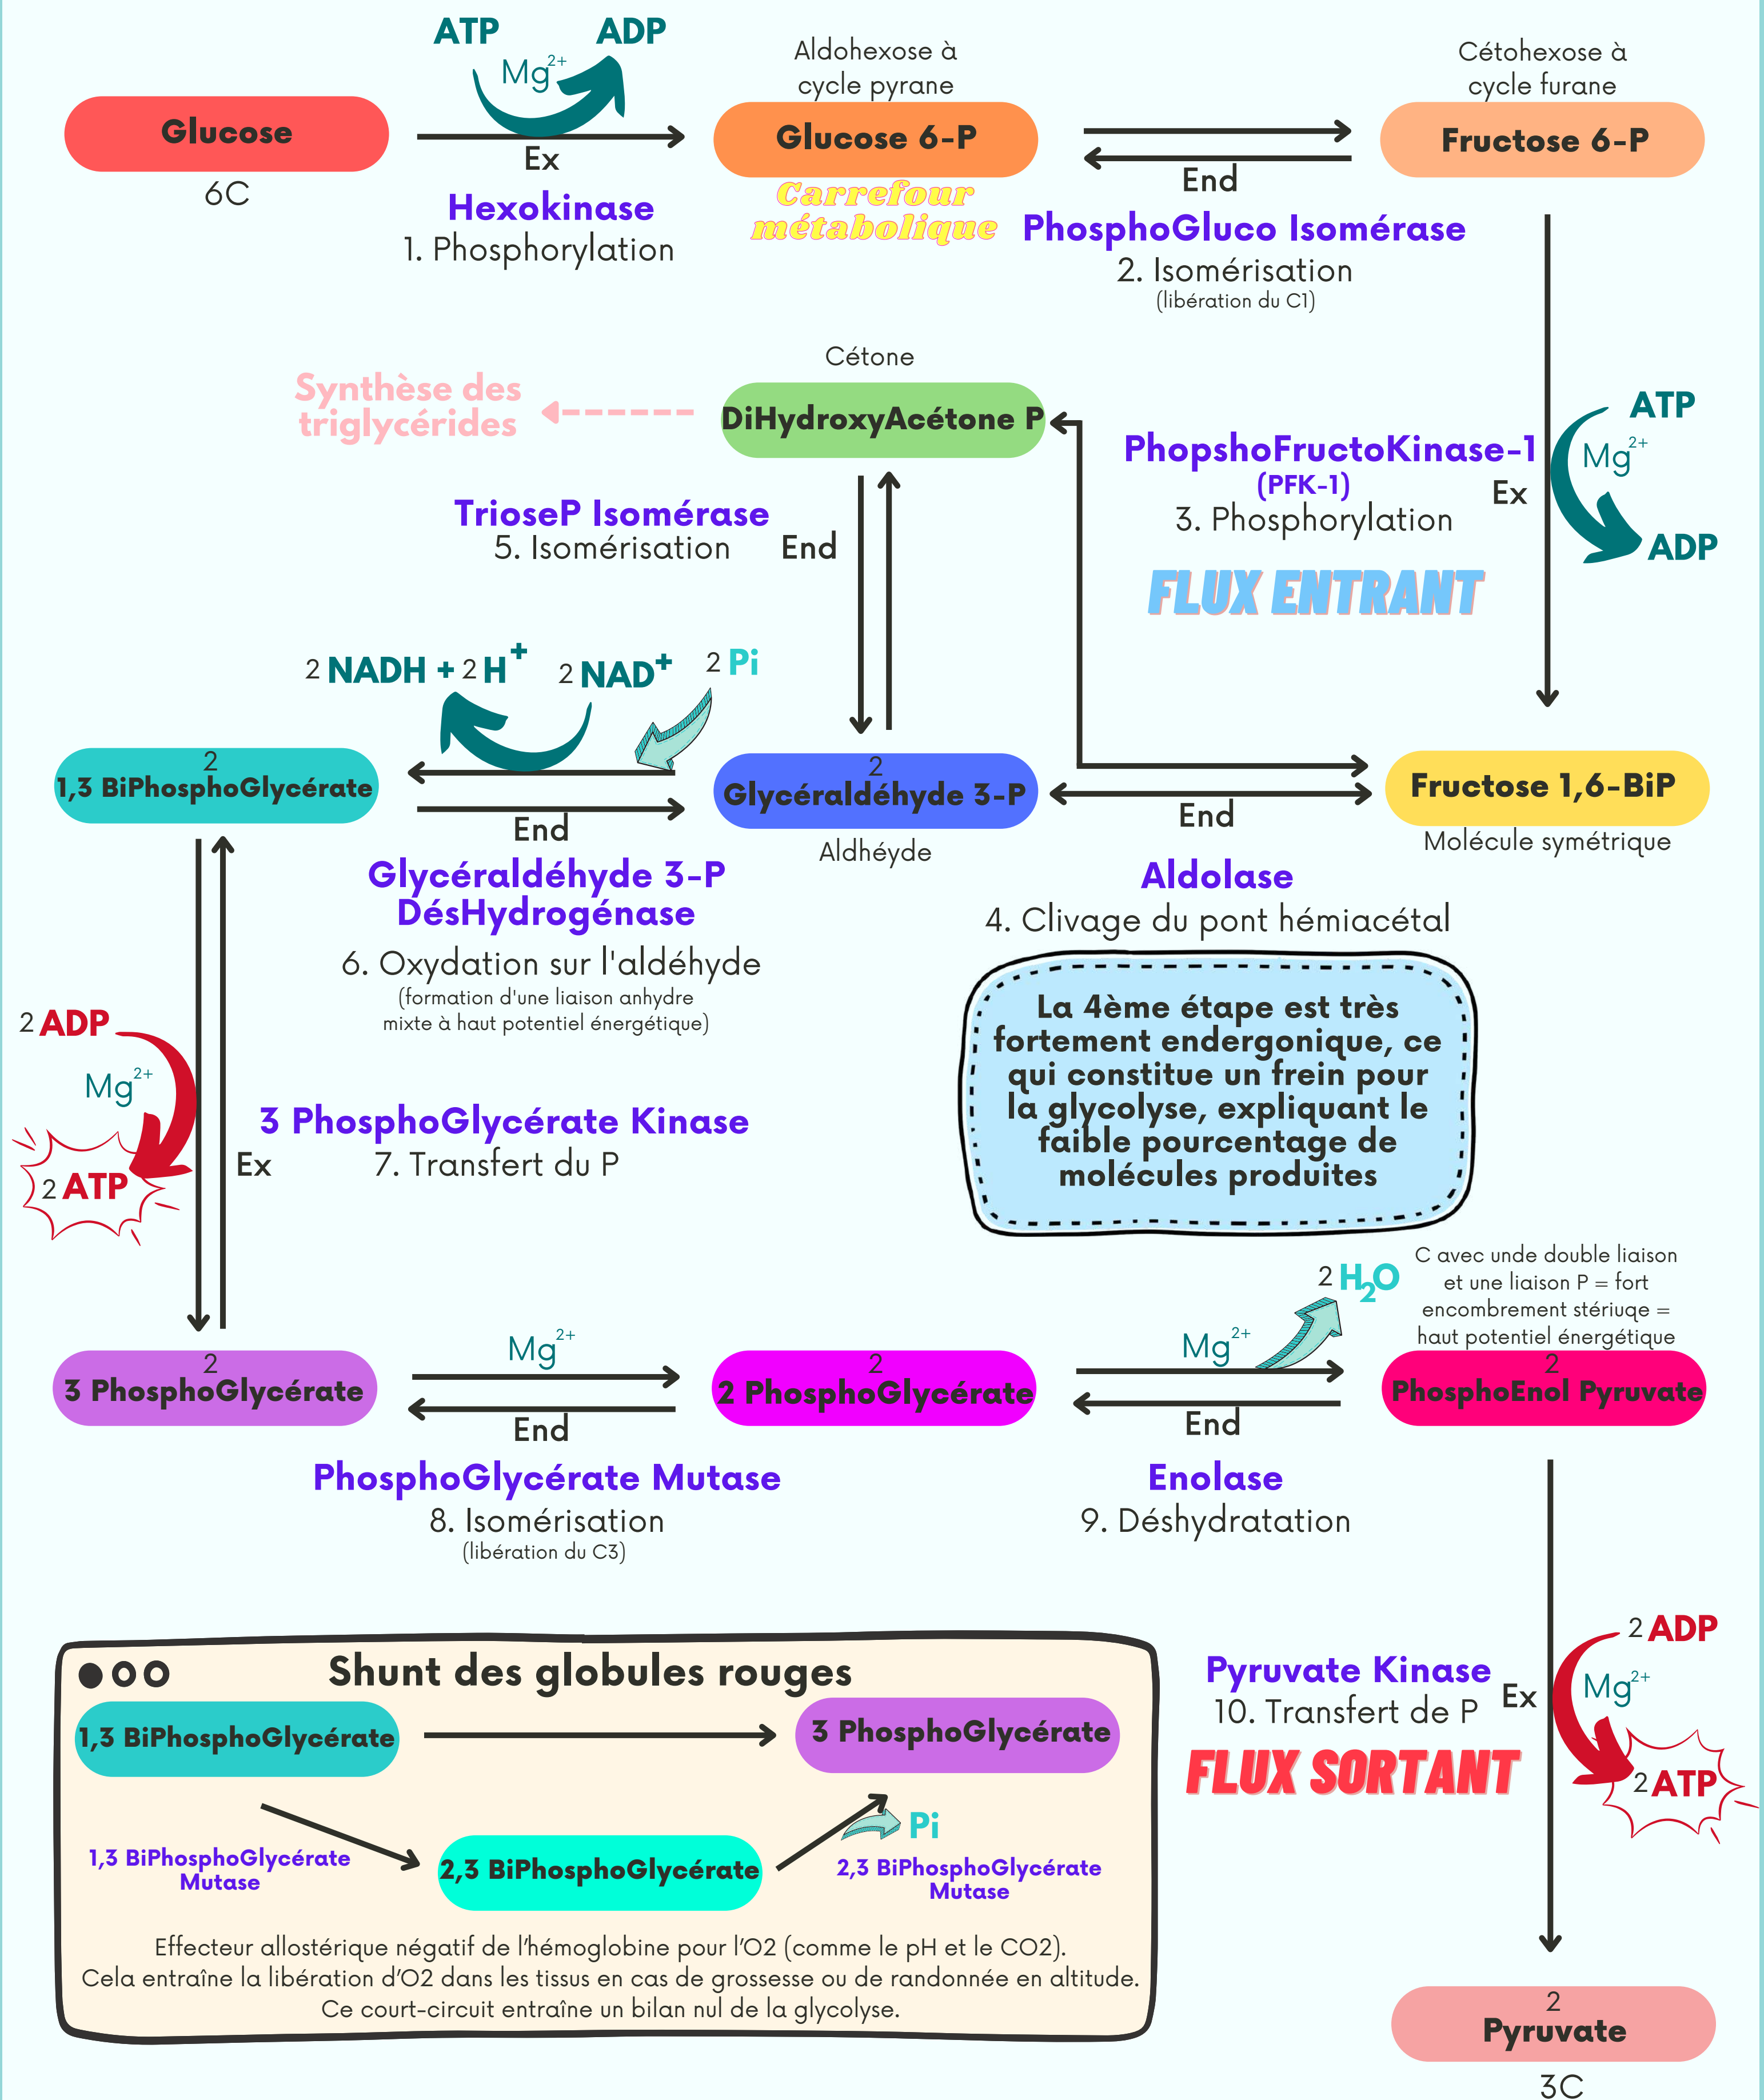 ATP
ADP
Mg2+
Glucose
6C
Ex
Hexokinase
1. Phosphorylation
Aldohexose à
cycle pyrane
Glucose 6-P
Carrefour
métabolique
End
PhosphoGluco Isomérase
2. Isomérisation
(libération du C1)
Cétohexose à
cycle furane
Fructose 6-P
ATP
Mg2+
ADP
PhopshoFructoKinase-1
(PFK-1)
Ex
3. Phosphorylation
FLUX ENTRANT
Cétone
DiHydroxyAcétone P
Synthèse des
triglycérides
TrioseP Isomérase
5. Isomérisation
End
2 NADH + 2 H+
2 NAD+
2 Pi
2
1,3 BiPhosphoGlycérate
End
2
Glycéraldéhyde 3-P
Aldhéyde
End
Fructose 1,6-BiP
Molécule symétrique
Glycéraldéhyde 3-P
DésHydrogénase
6. Oxydation sur l'aldéhyde
(formation d'une liaison anhydre
mixte à haut potentiel énergétique)
Aldolase
4. Clivage du pont hémiacétal
La 4ème étape est très
fortement endergonique, ce
qui constitue un frein pour
la glycolyse, expliquant le
faible pourcentage de
molécules produites
2 ADP
Mg2+
2 ATP
Ex
3 PhosphoGlycérate Kinase
7. Transfert du P
2
3 PhosphoGlycérate
Mg2+
End
PhosphoGlycérate Mutase
8. Isomérisation
(libération du C3)
2
2 PhosphoGlycérate
Mg2+
2 H2O
End
Enolase
9. Déshydratation
C avec unde double liaison
et une liaison P = fort
encombrement stériuqe =
haut potentiel énergétique
2
PhosphoEnol Pyruvate
2 ADP
Mg2+
2 ATP
Pyruvate Kinase
Ex
10. Transfert de P
FLUX SORTANT
2
Pyruvate
3C
Shunt des globules rouges
1,3 BiPhosphoGlycérate
3 PhosphoGlycérate
Pi
1,3 BiPhosphoGlycérate
Mutase
2,3 BiPhosphoGlycérate
2,3 BiPhosphoGlycérate
Mutase
Effecteur allostérique négatif de l'hémoglobine pour l'O2 (comme le pH et le CO2).
Cela entraîne la libération d'O2 dans les tissus en cas de grossesse ou de randonnée en altitude.
Ce court-circuit entraîne un bilan nul de la glycolyse.